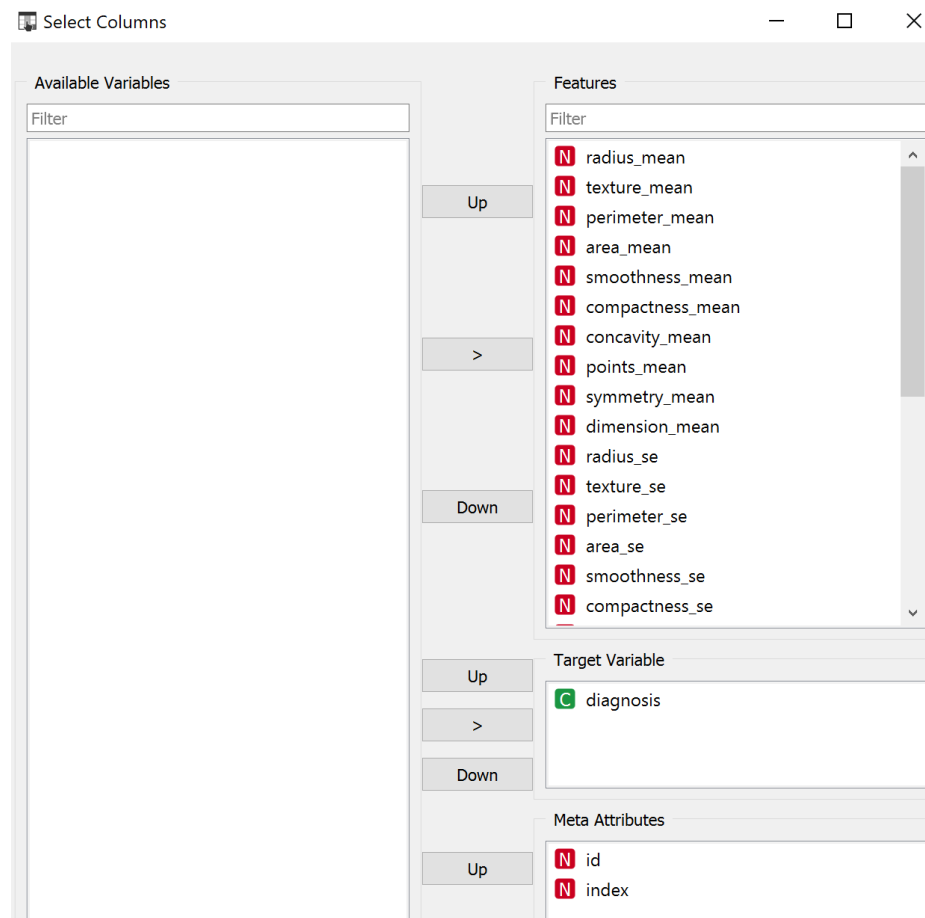 Select Columns
Available Variables
Filter
Up
>
Down
Up
>
Down
Up
Features
Filter
N radius_mean
N texture_mean
N perimeter_mean
N area_mean
N smoothness_mean
N compactness_mean
N concavity_mean
N points_mean
N symmetry_mean
N dimension_mean
N radius_se
N texture_se
N perimeter_se
N area_se
N smoothness_se
N compactness_se
Target Variable
C diagnosis
Meta Attributes
N id
N index